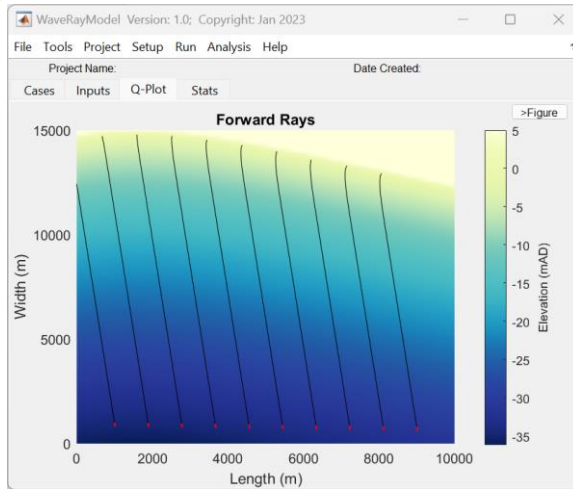 WaveRayModel Version: 1.0; Copyright: Jan 2023
File Tools Project Setup Run Analysis Help
Project Name: Date Created:
Cases Inputs Q-Plot Stats
>Figure
Forward Rays
15000
10000
5000
0
Width (m)
0 2000 4000 6000 8000 10000
Length (m)
5
0
-5
-10
-15
-20
-25
-30
-35
Elevation (mAD)